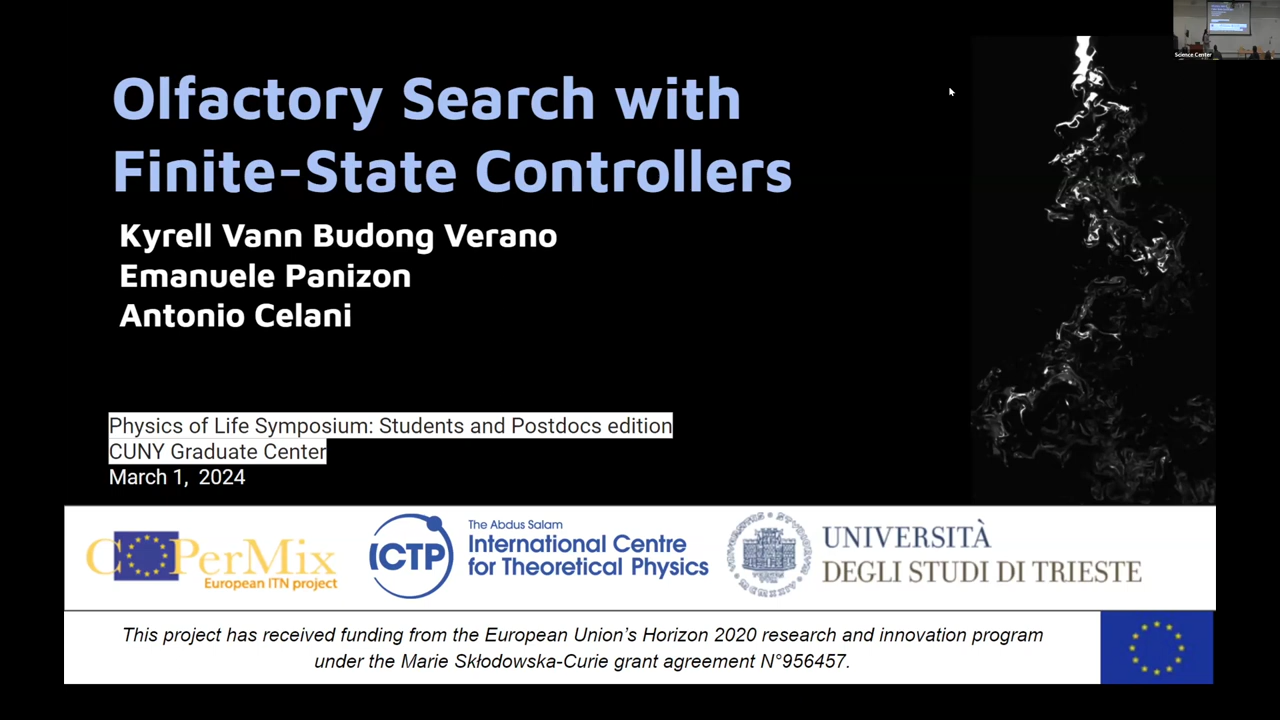 Science Center
Olfactory Search with
Finite-State Controllers
Kyrell Vann Budong Verano
Emanuele Panizon
Antonio Celani
Physics of Life Symposium: Students and Postdocs edition
CUNY Graduate Center
March 1, 2024
COPerMix
European ITN project
ICTP
The Abdus Salam
International Centre
for Theoretical Physics
UNIVERSITÀ
DEGLI STUDI DI TRIESTE
This project has received funding from the European Union's Horizon 2020 research and innovation program
under the Marie Skłodowska-Curie grant agreement N°956457.